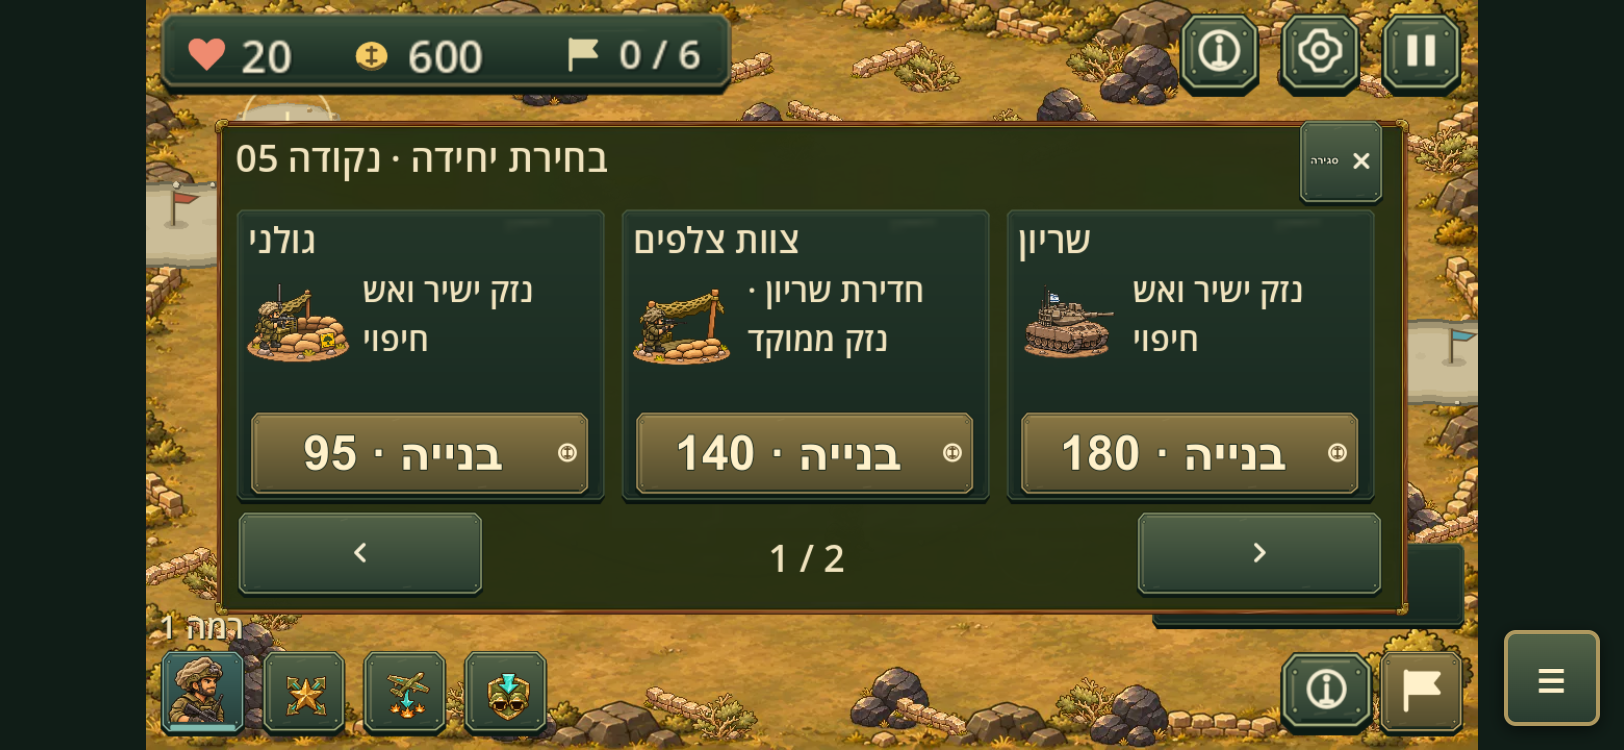 20
600
0 / 6
בחירת יחידה · נקודה 05
סגירה ×
גולני
נזק ישיר ואש
חיפוי
בנייה · 95
צוות צלפים
חדירת שריון ·
נזק ממוקד
בנייה · 140
שריון
נזק ישיר ואש
חיפוי
בנייה · 180
‹
1 / 2
›
רמה 1